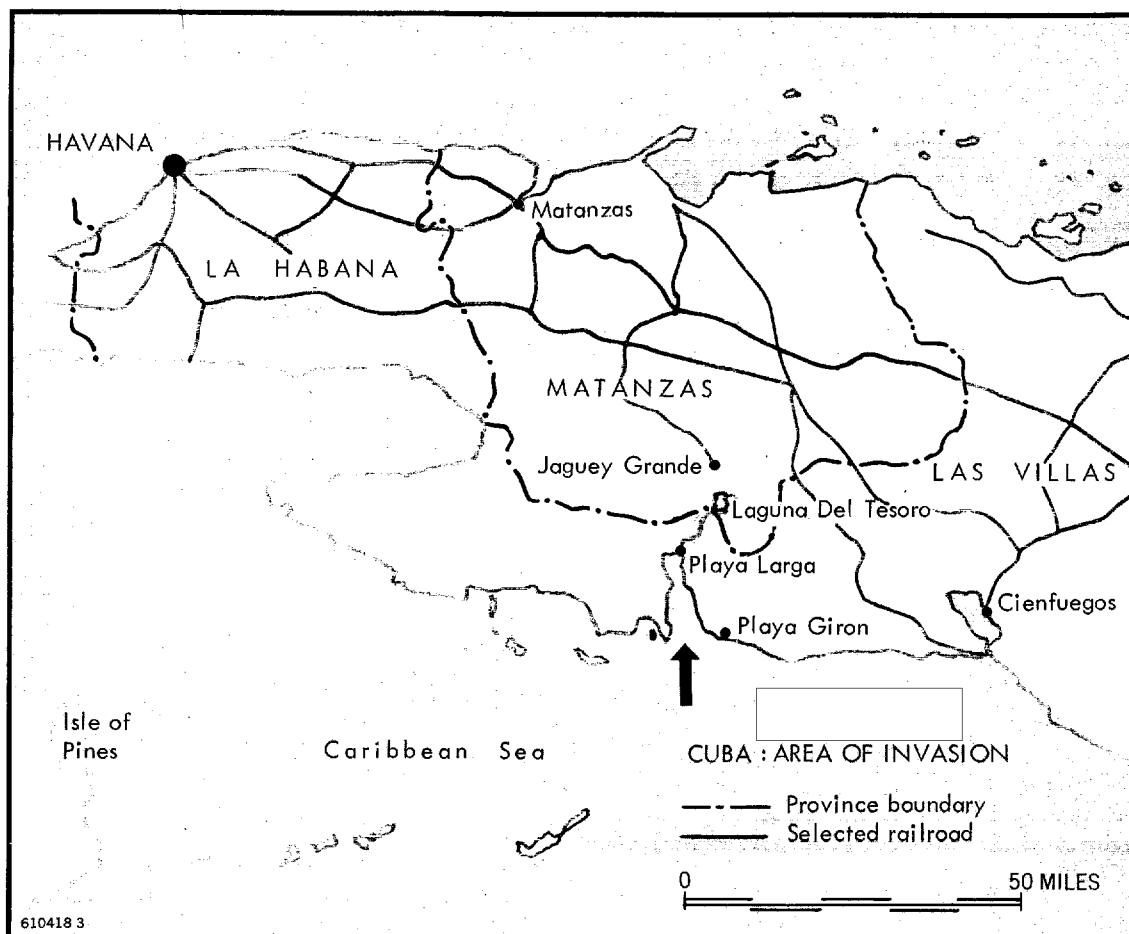 HAVANA
Matanzas
LA HABANA
MATANZAS
Jaguey Grande
LAS VILLAS
Laguna Del Tesoro
Playa Larga
Cienfuegos
Playa Giron
Isle of
Pines
Caribbean Sea
CUBA : AREA OF INVASION
Province boundary
Selected railroad
0 50 MILES
610418 3